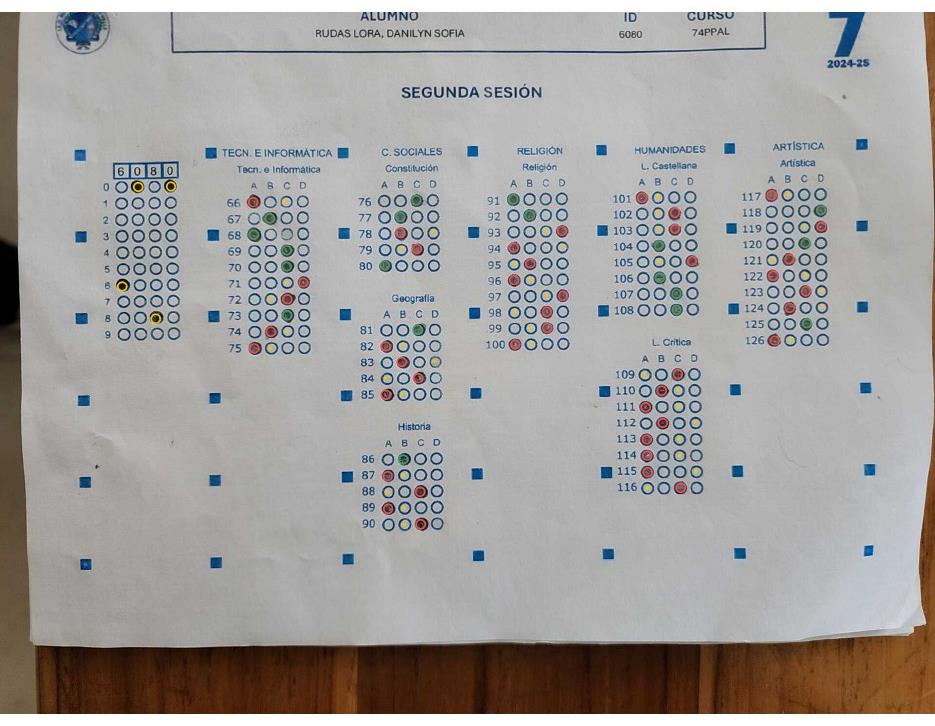 ALUMNO ID CURSO
RUDAS LORA, DANILYN SOFIA 6080 74PPAL
7
2024-2S
SEGUNDA SESIÓN
6 0 8 0
0
1
2
3
4
5
6
7
8
9
TECN. E INFORMÁTICA
Tecn. e Informática
A B C D
66
67
68
69
70
71
72
73
74
75
C. SOCIALES
Constitución
A B C D
76
77
78
79
80
Geografía
A B C D
81
82
83
84
85
Historia
A B C D
86
87
88
89
90
RELIGIÓN
Religión
A B C D
91
92
93
94
95
96
97
98
99
100
HUMANIDADES
L. Castellana
A B C D
101
102
103
104
105
106
107
108
L. Crítica
A B C D
109
110
111
112
113
114
115
116
ARTÍSTICA
Artística
A B C D
117
118
119
120
121
122
123
124
125
126